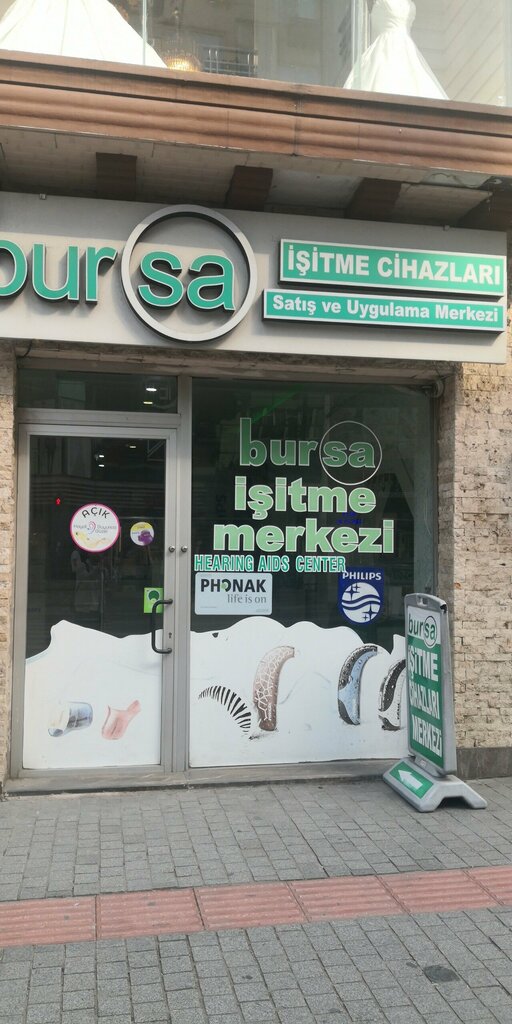 bursa
İŞİTME CİHAZLARI
Satış ve Uygulama Merkezi
bursa
işitme
merkezi
HEARING AIDS CENTER
PHONAK
life is on
PHILIPS
AÇIK
bursa
İŞİTME
CİHAZLARI
MERKEZİ